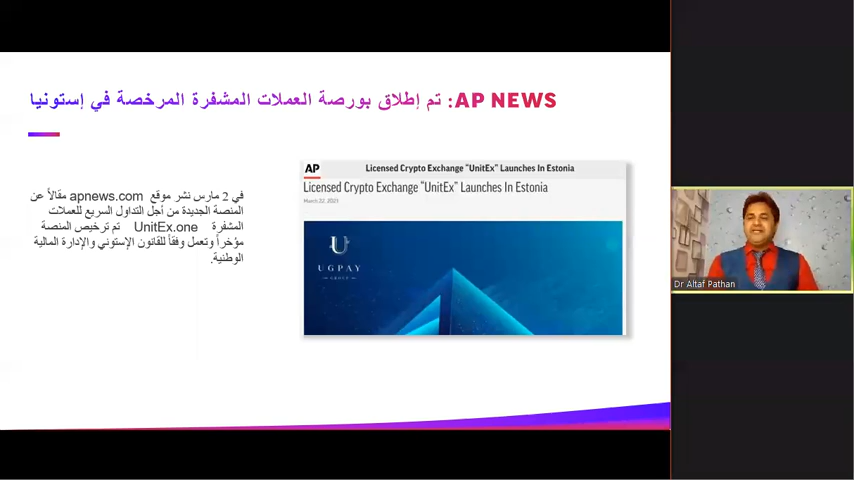 AP NEWS: تم إطلاق بورصة العملات المشفرة المرخصة في إستونيا
في 2 مارس نشر موقع apnews.com مقالاً عن
المنصة الجديدة من أجل التداول السريع للعملات
المشفرة UnitEx.one تم ترخيص المنصة
مؤخراً وتعمل وفقاً للقانون الإستوني والإدارة المالية
الوطنية.
AP
Licensed Crypto Exchange "UnitEx" Launches In Estonia
Licensed Crypto Exchange "UnitEx" Launches In Estonia
March 22, 2021
UGPAY
GROUP
Dr Altaf Pathan